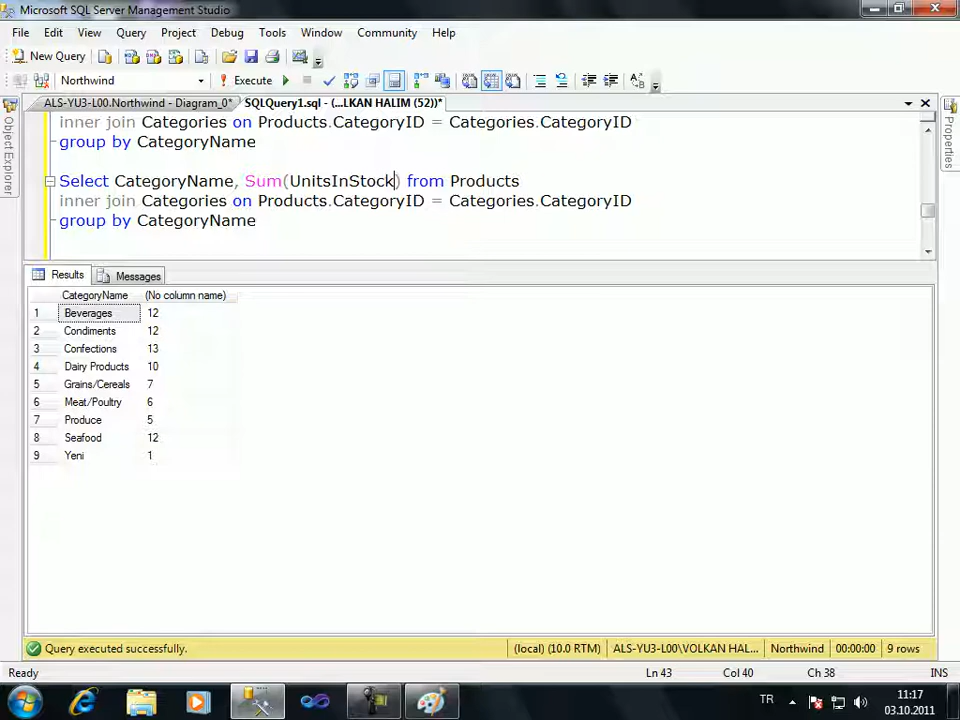 Microsoft SQL Server Management Studio
File Edit View Query Project Debug Tools Window Community Help
New Query
Northwind Execute
ALS-YU3-L00.Northwind - Diagram_0* SQLQuery1.sql - (...LKAN HALIM (52))*
Object Explorer
Properties
inner join Categories on Products.CategoryID = Categories.CategoryID
group by CategoryName
Select CategoryName, Sum(UnitsInStock) from Products
inner join Categories on Products.CategoryID = Categories.CategoryID
group by CategoryName
Results Messages
CategoryName (No column name)
1 Beverages 12
2 Condiments 12
3 Confections 13
4 Dairy Products 10
5 Grains/Cereals 7
6 Meat/Poultry 6
7 Produce 5
8 Seafood 12
9 Yeni 1
Query executed successfully. (local) (10.0 RTM) ALS-YU3-L00\VOLKAN HAL... Northwind 00:00:00 9 rows
Ready Ln 43 Col 40 Ch 38 INS
TR 11:17
03.10.2011